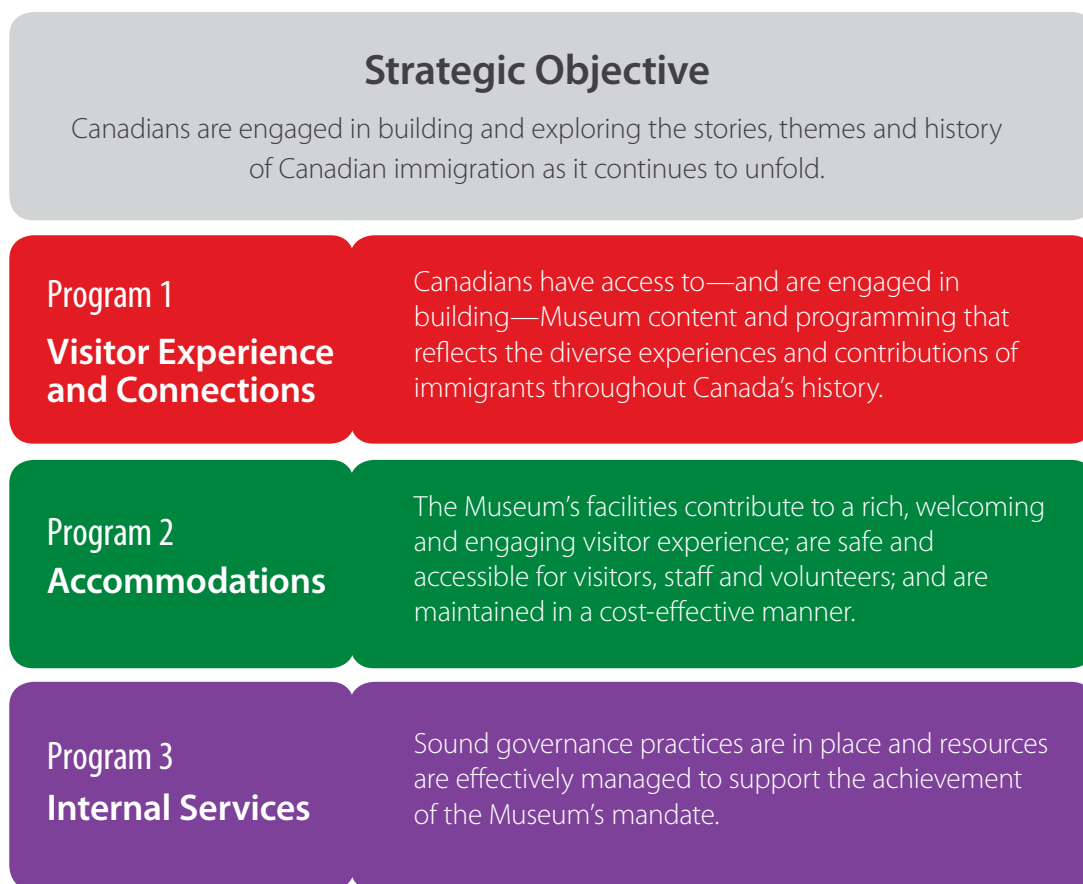 Strategic Objective
Canadians are engaged in building and exploring the stories, themes and history
of Canadian immigration as it continues to unfold.
Program 1
Visitor Experience
and Connections
Canadians have access to—and are engaged in
building—Museum content and programming that
reflects the diverse experiences and contributions of
immigrants throughout Canada’s history.
Program 2
Accommodations
The Museum’s facilities contribute to a rich, welcoming
and engaging visitor experience; are safe and
accessible for visitors, staff and volunteers; and are
maintained in a cost-effective manner.
Program 3
Internal Services
Sound governance practices are in place and resources
are effectively managed to support the achievement
of the Museum’s mandate.